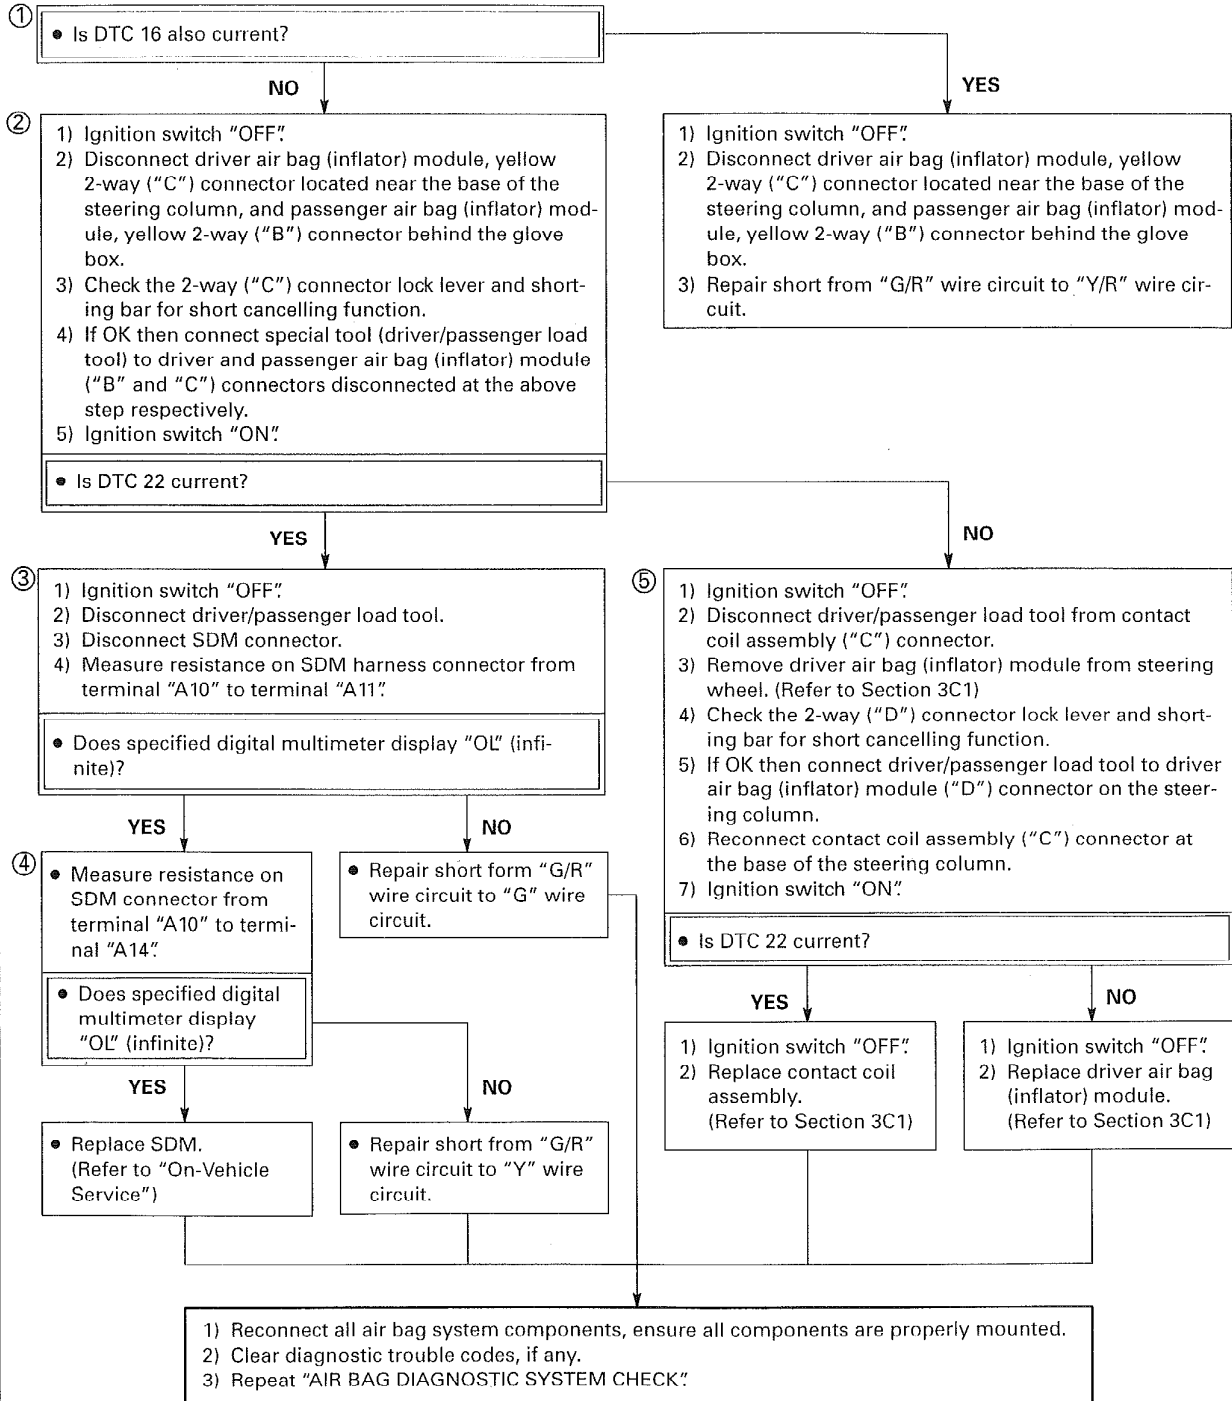 ①
● Is DTC 16 also current?
NO
YES
②
1) Ignition switch "OFF".
2) Disconnect driver air bag (inflator) module, yellow
2-way ("C") connector located near the base of the
steering column, and passenger air bag (inflator) mod-
ule, yellow 2-way ("B") connector behind the glove
box.
3) Check the 2-way ("C") connector lock lever and short-
ing bar for short cancelling function.
4) If OK then connect special tool (driver/passenger load
tool) to driver and passenger air bag (inflator) module
("B" and "C") connectors disconnected at the above
step respectively.
5) Ignition switch "ON".
● Is DTC 22 current?
1) Ignition switch "OFF".
2) Disconnect driver air bag (inflator) module, yellow
2-way ("C") connector located near the base of the
steering column, and passenger air bag (inflator) mod-
ule, yellow 2-way ("B") connector behind the glove
box.
3) Repair short from "G/R" wire circuit to "Y/R" wire cir-
cuit.
YES
NO
③
1) Ignition switch "OFF".
2) Disconnect driver/passenger load tool.
3) Disconnect SDM connector.
4) Measure resistance on SDM harness connector from
terminal "A10" to terminal "A11".
● Does specified digital multimeter display "OL" (infi-
nite)?
YES
NO
④
● Measure resistance on
SDM connector from
terminal "A10" to termi-
nal "A14".
● Does specified digital
multimeter display
"OL" (infinite)?
● Repair short form "G/R"
wire circuit to "G" wire
circuit.
YES
NO
● Replace SDM.
(Refer to "On-Vehicle
Service")
● Repair short from "G/R"
wire circuit to "Y" wire
circuit.
⑤
1) Ignition switch "OFF".
2) Disconnect driver/passenger load tool from contact
coil assembly ("C") connector.
3) Remove driver air bag (inflator) module from steering
wheel. (Refer to Section 3C1)
4) Check the 2-way ("D") connector lock lever and short-
ing bar for short cancelling function.
5) If OK then connect driver/passenger load tool to driver
air bag (inflator) module ("D") connector on the steer-
ing column.
6) Reconnect contact coil assembly ("C") connector at
the base of the steering column.
7) Ignition switch "ON".
● Is DTC 22 current?
YES
NO
1) Ignition switch "OFF".
2) Replace contact coil
assembly.
(Refer to Section 3C1)
1) Ignition switch "OFF".
2) Replace driver air bag
(inflator) module.
(Refer to Section 3C1)
1) Reconnect all air bag system components, ensure all components are properly mounted.
2) Clear diagnostic trouble codes, if any.
3) Repeat "AIR BAG DIAGNOSTIC SYSTEM CHECK".